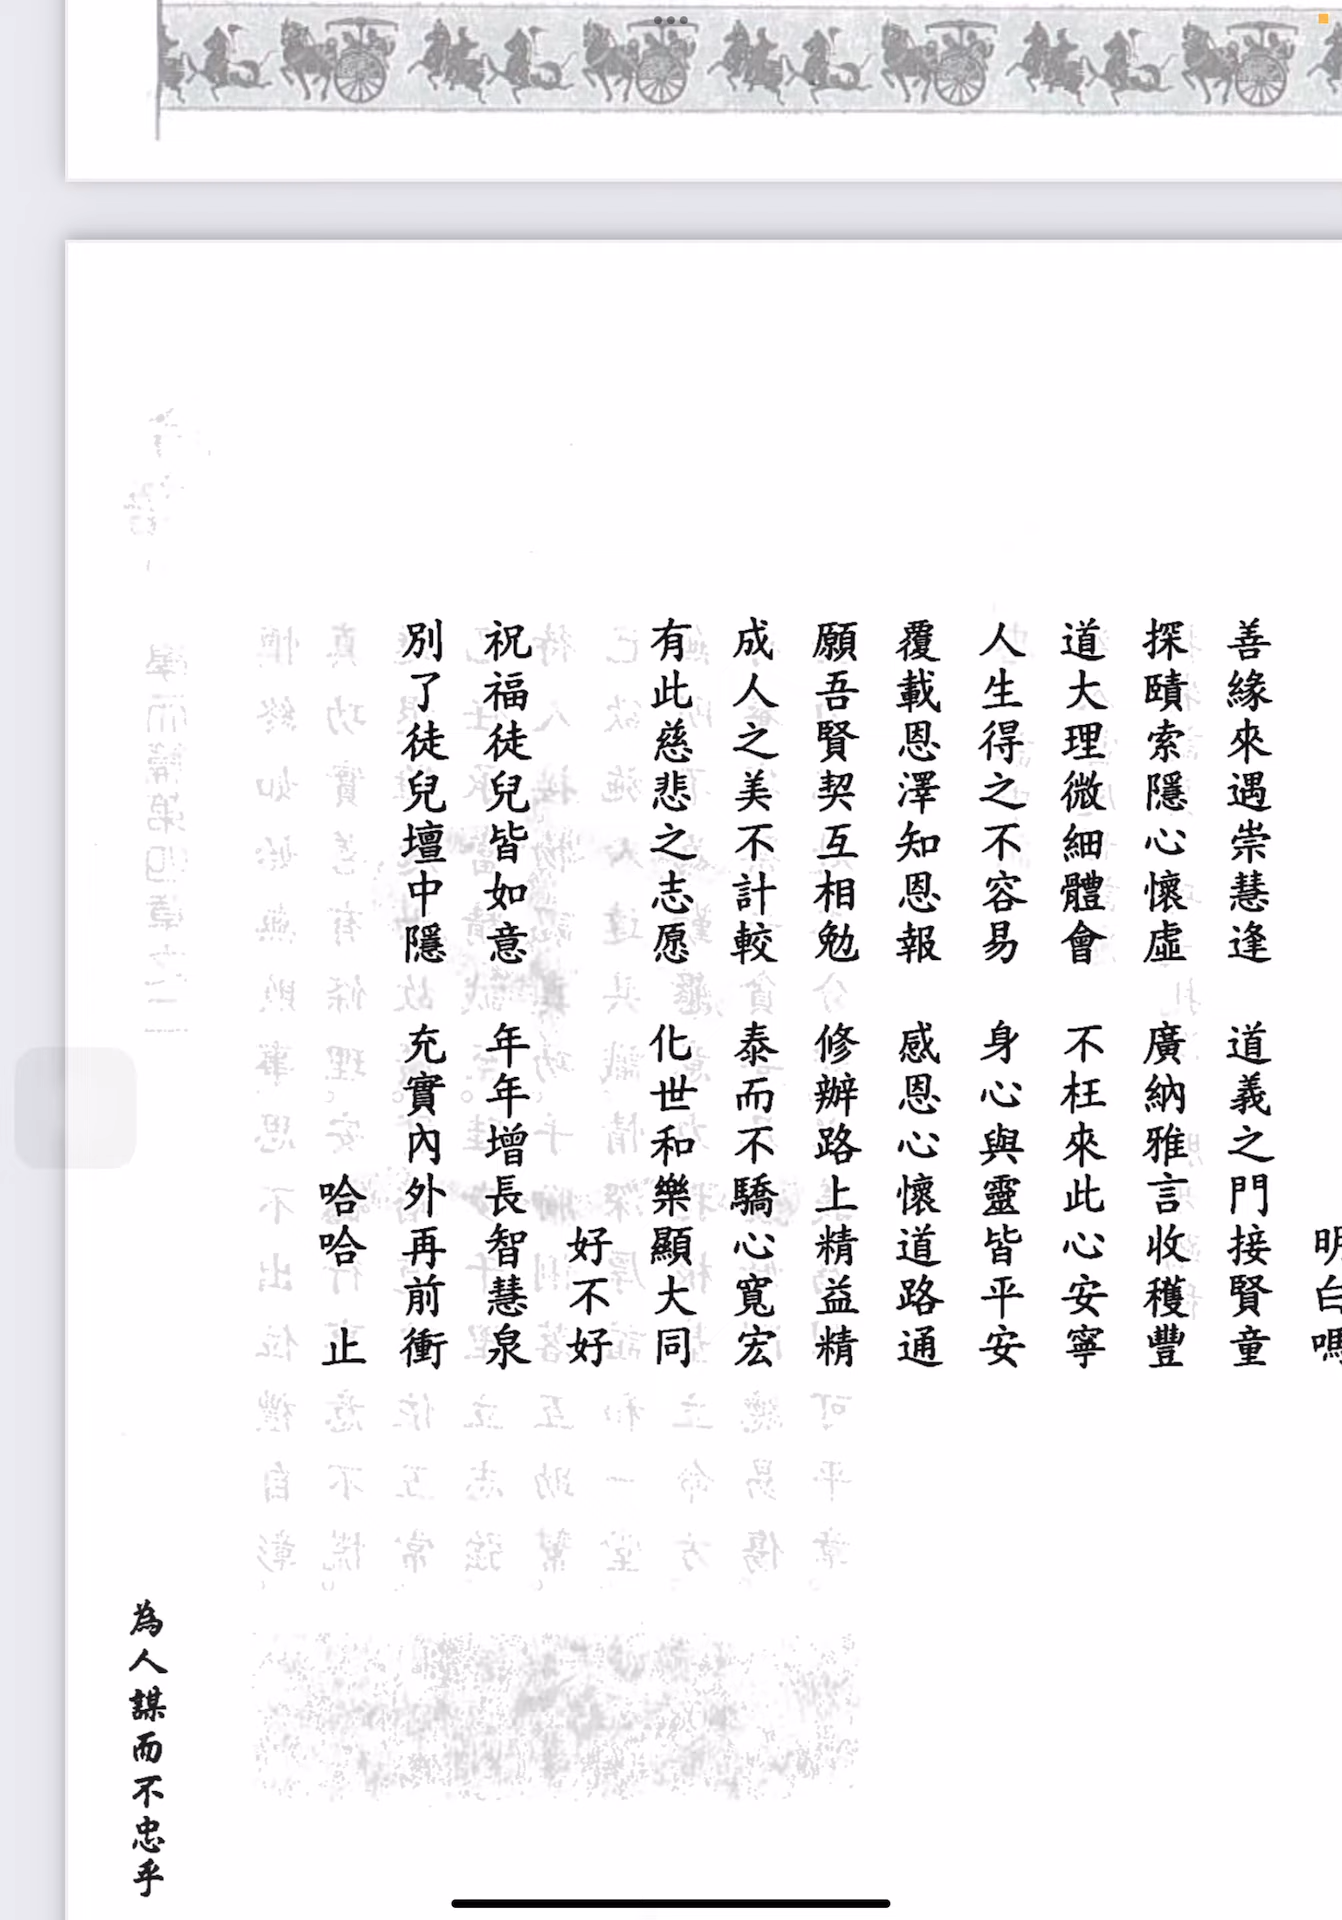 明白嗎
善緣來遇崇慧逢　道義之門接賢童
探賾索隱心懷虛　廣納雅言收穫豐
道大理微細體會　不枉來此心安寧
人生得之不容易　身心與靈皆平安
覆載恩澤知恩報　感恩心懷道路通
願吾賢契互相勉　修辦路上精益精
成人之美不計較　泰而不驕心寬宏
有此慈悲之志愿　化世和樂顯大同
好不好
祝福徒兒皆如意　年年增長智慧泉
別了徒兒壇中隱　充實內外再前衝
哈哈　止
為人謀而不忠乎